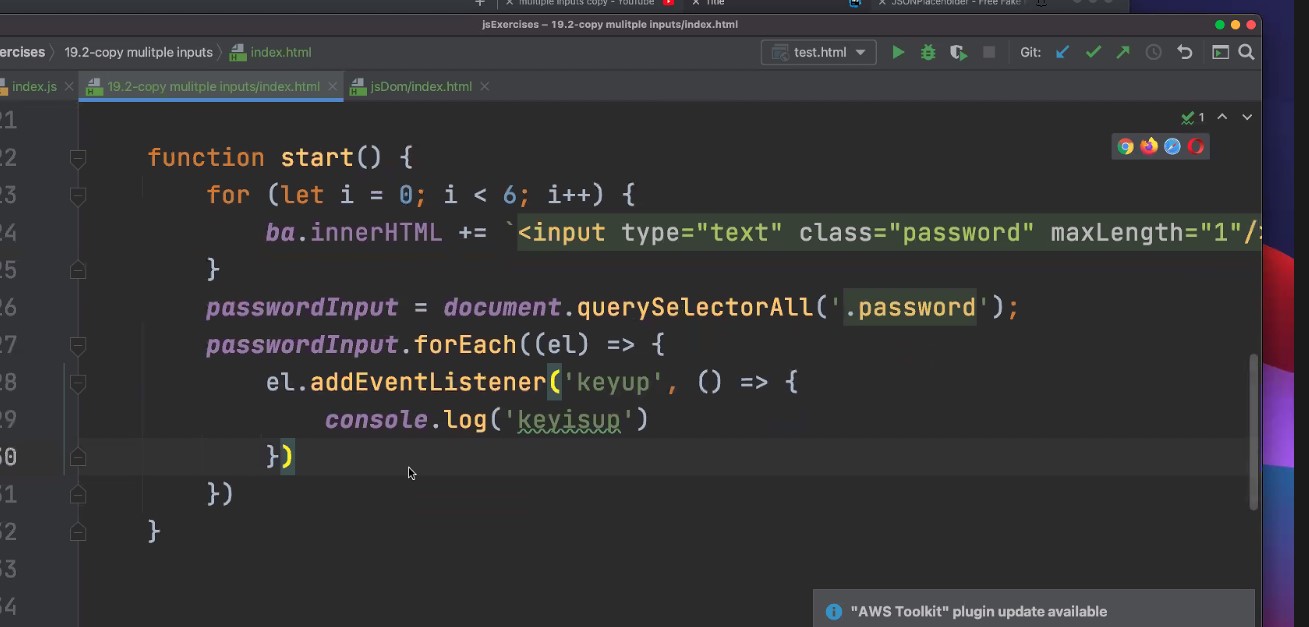 mulitple inputs copy - YouTube Title JSONPlaceholder - Free Fake
jsExercises – 19.2-copy mulitple inputs/index.html
ercises 19.2-copy mulitple inputs index.html test.html Git:
index.js 19.2-copy mulitple inputs/index.html jsDom/index.html
21
1
22 function start() {
23 for (let i = 0; i < 6; i++) {
24 ba.innerHTML += `<input type="text" class="password" maxLength="1"/>
25 }
26 passwordInput = document.querySelectorAll('.password');
27 passwordInput.forEach((el) => {
28 el.addEventListener('keyup', () => {
29 console.log('keyisup')
30 })
31 })
32 }
33
34
"AWS Toolkit" plugin update available